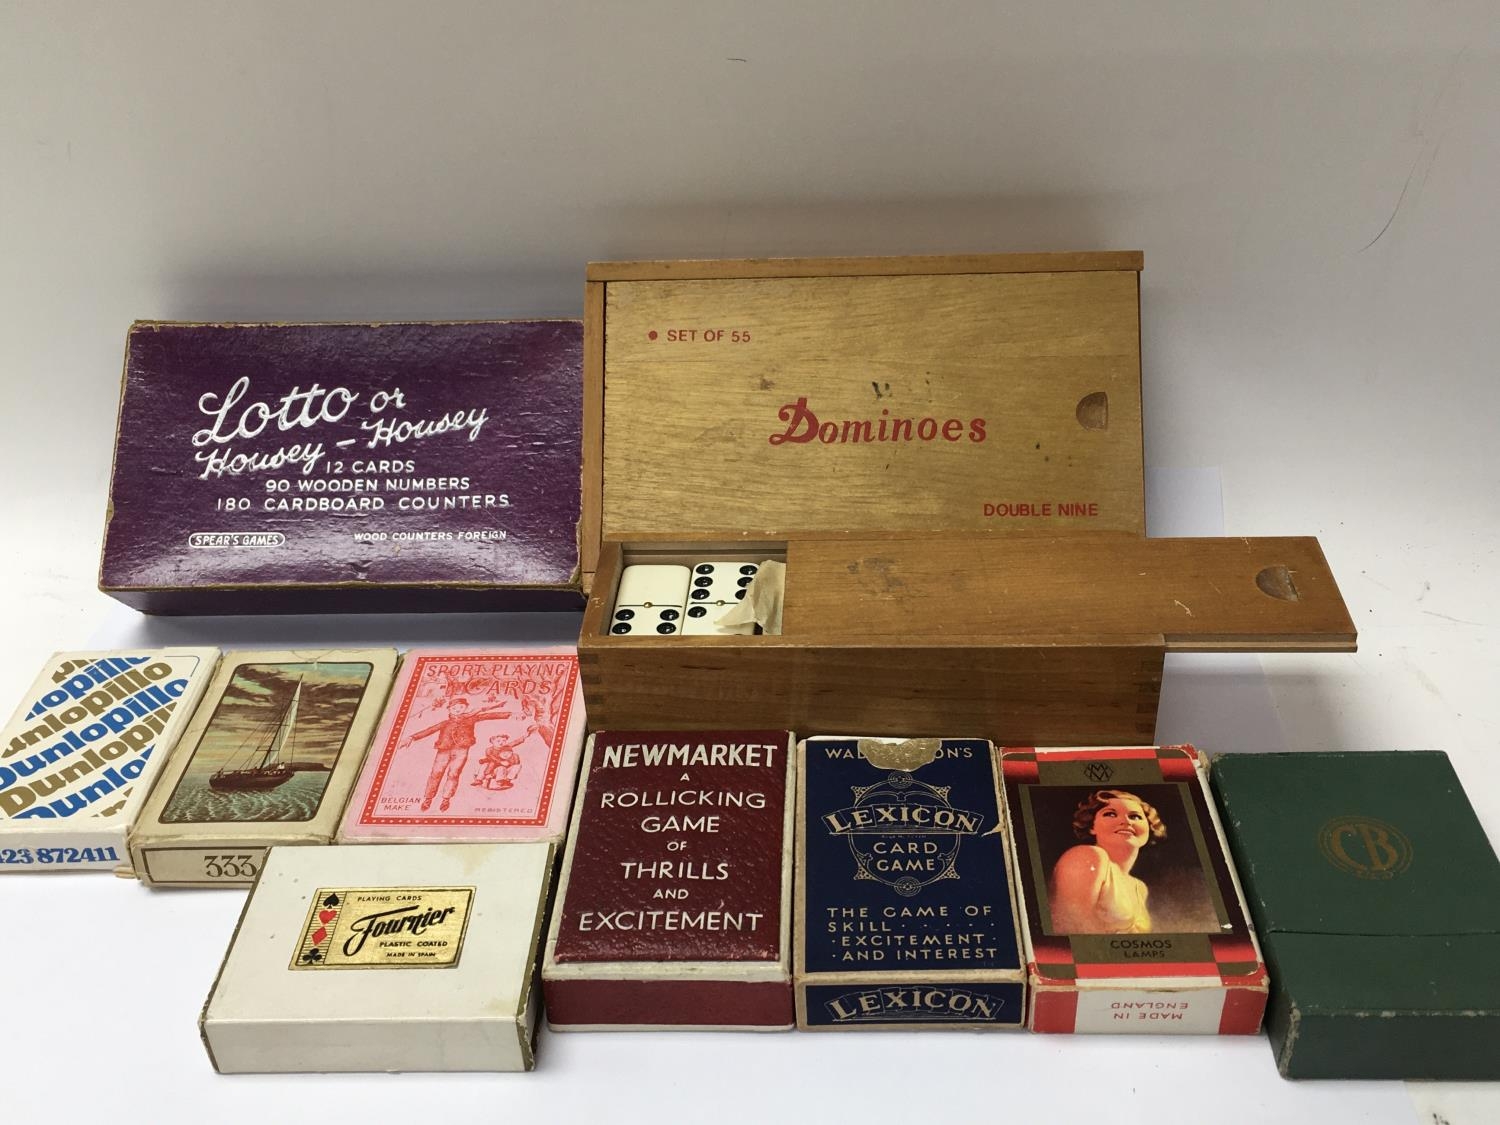 Lotto or
Housey - Housey
12 CARDS
90 WOODEN NUMBERS
180 CARDBOARD COUNTERS
SPEAR'S GAMES
WOOD COUNTERS FOREIGN
• SET OF 55
Dominoes
DOUBLE NINE
Dunlopillo
Dunlopillo
Dunlopillo
23 872411
333
SPORT PLAYING
CARDS
BELGIAN
MAKE
REGISTERED
PLAYING CARDS
Fournier
PLASTIC COATED
MADE IN SPAIN
NEWMARKET
A
ROLLICKING
GAME
OF
THRILLS
AND
EXCITEMENT
LEXICON
CARD
GAME
THE GAME OF
SKILL . . . . .
· EXCITEMENT ·
· AND INTEREST
LEXICON
COSMOS
LAMPS
MADE IN
ENGLAND
CB